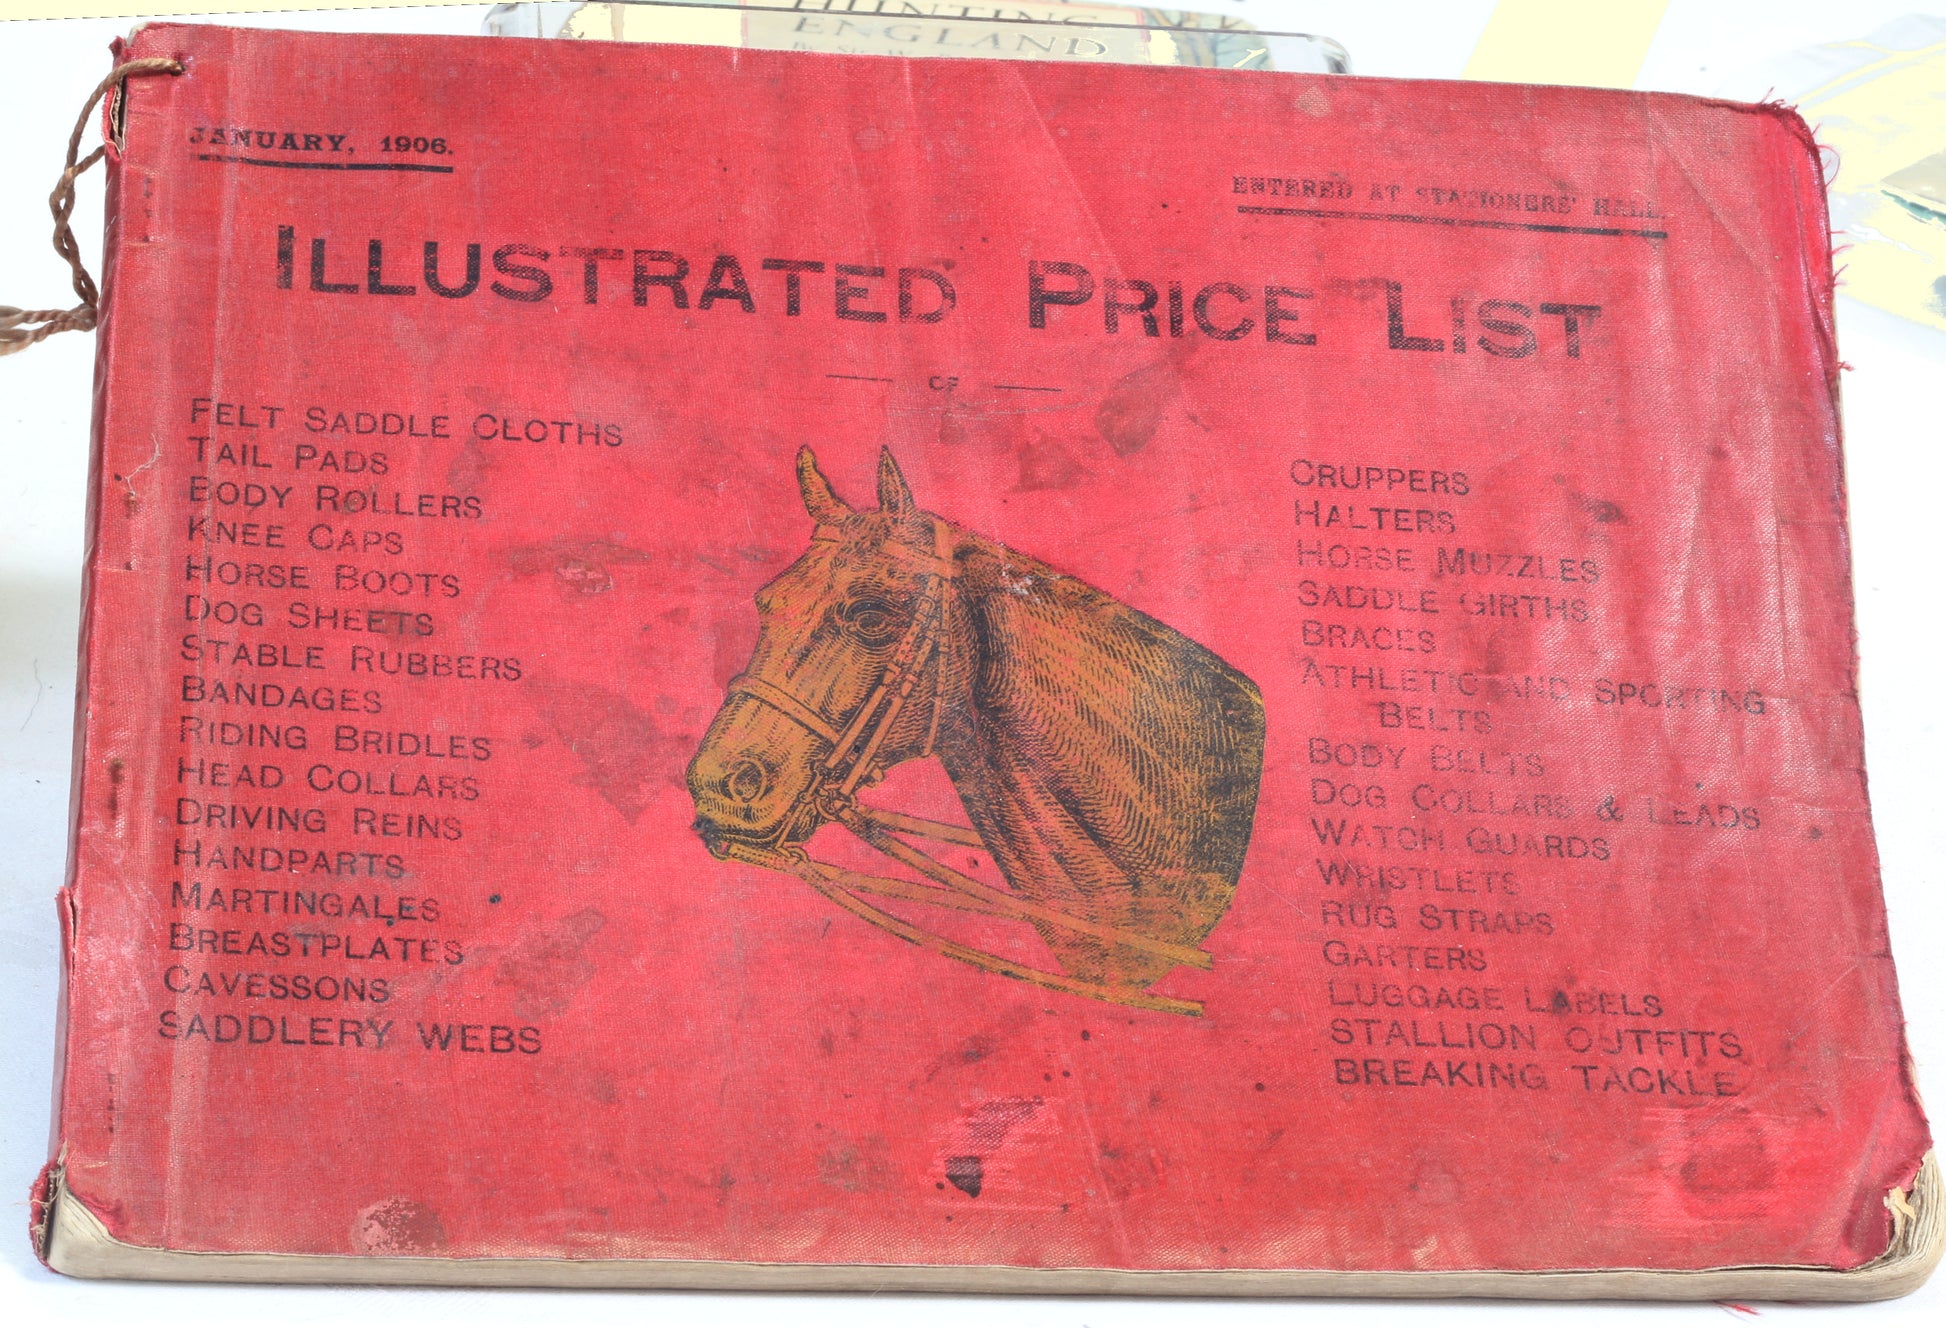 HUNTING
ENGLAND
JANUARY, 1906.
ENTERED AT STATIONERS' HALL.
ILLUSTRATED PRICE LIST
OF
FELT SADDLE CLOTHS
TAIL PADS
BODY ROLLERS
KNEE CAPS
HORSE BOOTS
DOG SHEETS
STABLE RUBBERS
BANDAGES
RIDING BRIDLES
HEAD COLLARS
DRIVING REINS
HANDPARTS
MARTINGALES
BREASTPLATES
CAVESSONS
SADDLERY WEBS
CRUPPERS
HALTERS
HORSE MUZZLES
SADDLE GIRTHS
BRACES
ATHLETIC AND SPORTING
BELTS
BODY BELTS
DOG COLLARS & LEADS
WATCH GUARDS
WRISTLETS
RUG STRAPS
GARTERS
LUGGAGE LABELS
STALLION OUTFITS
BREAKING TACKLE